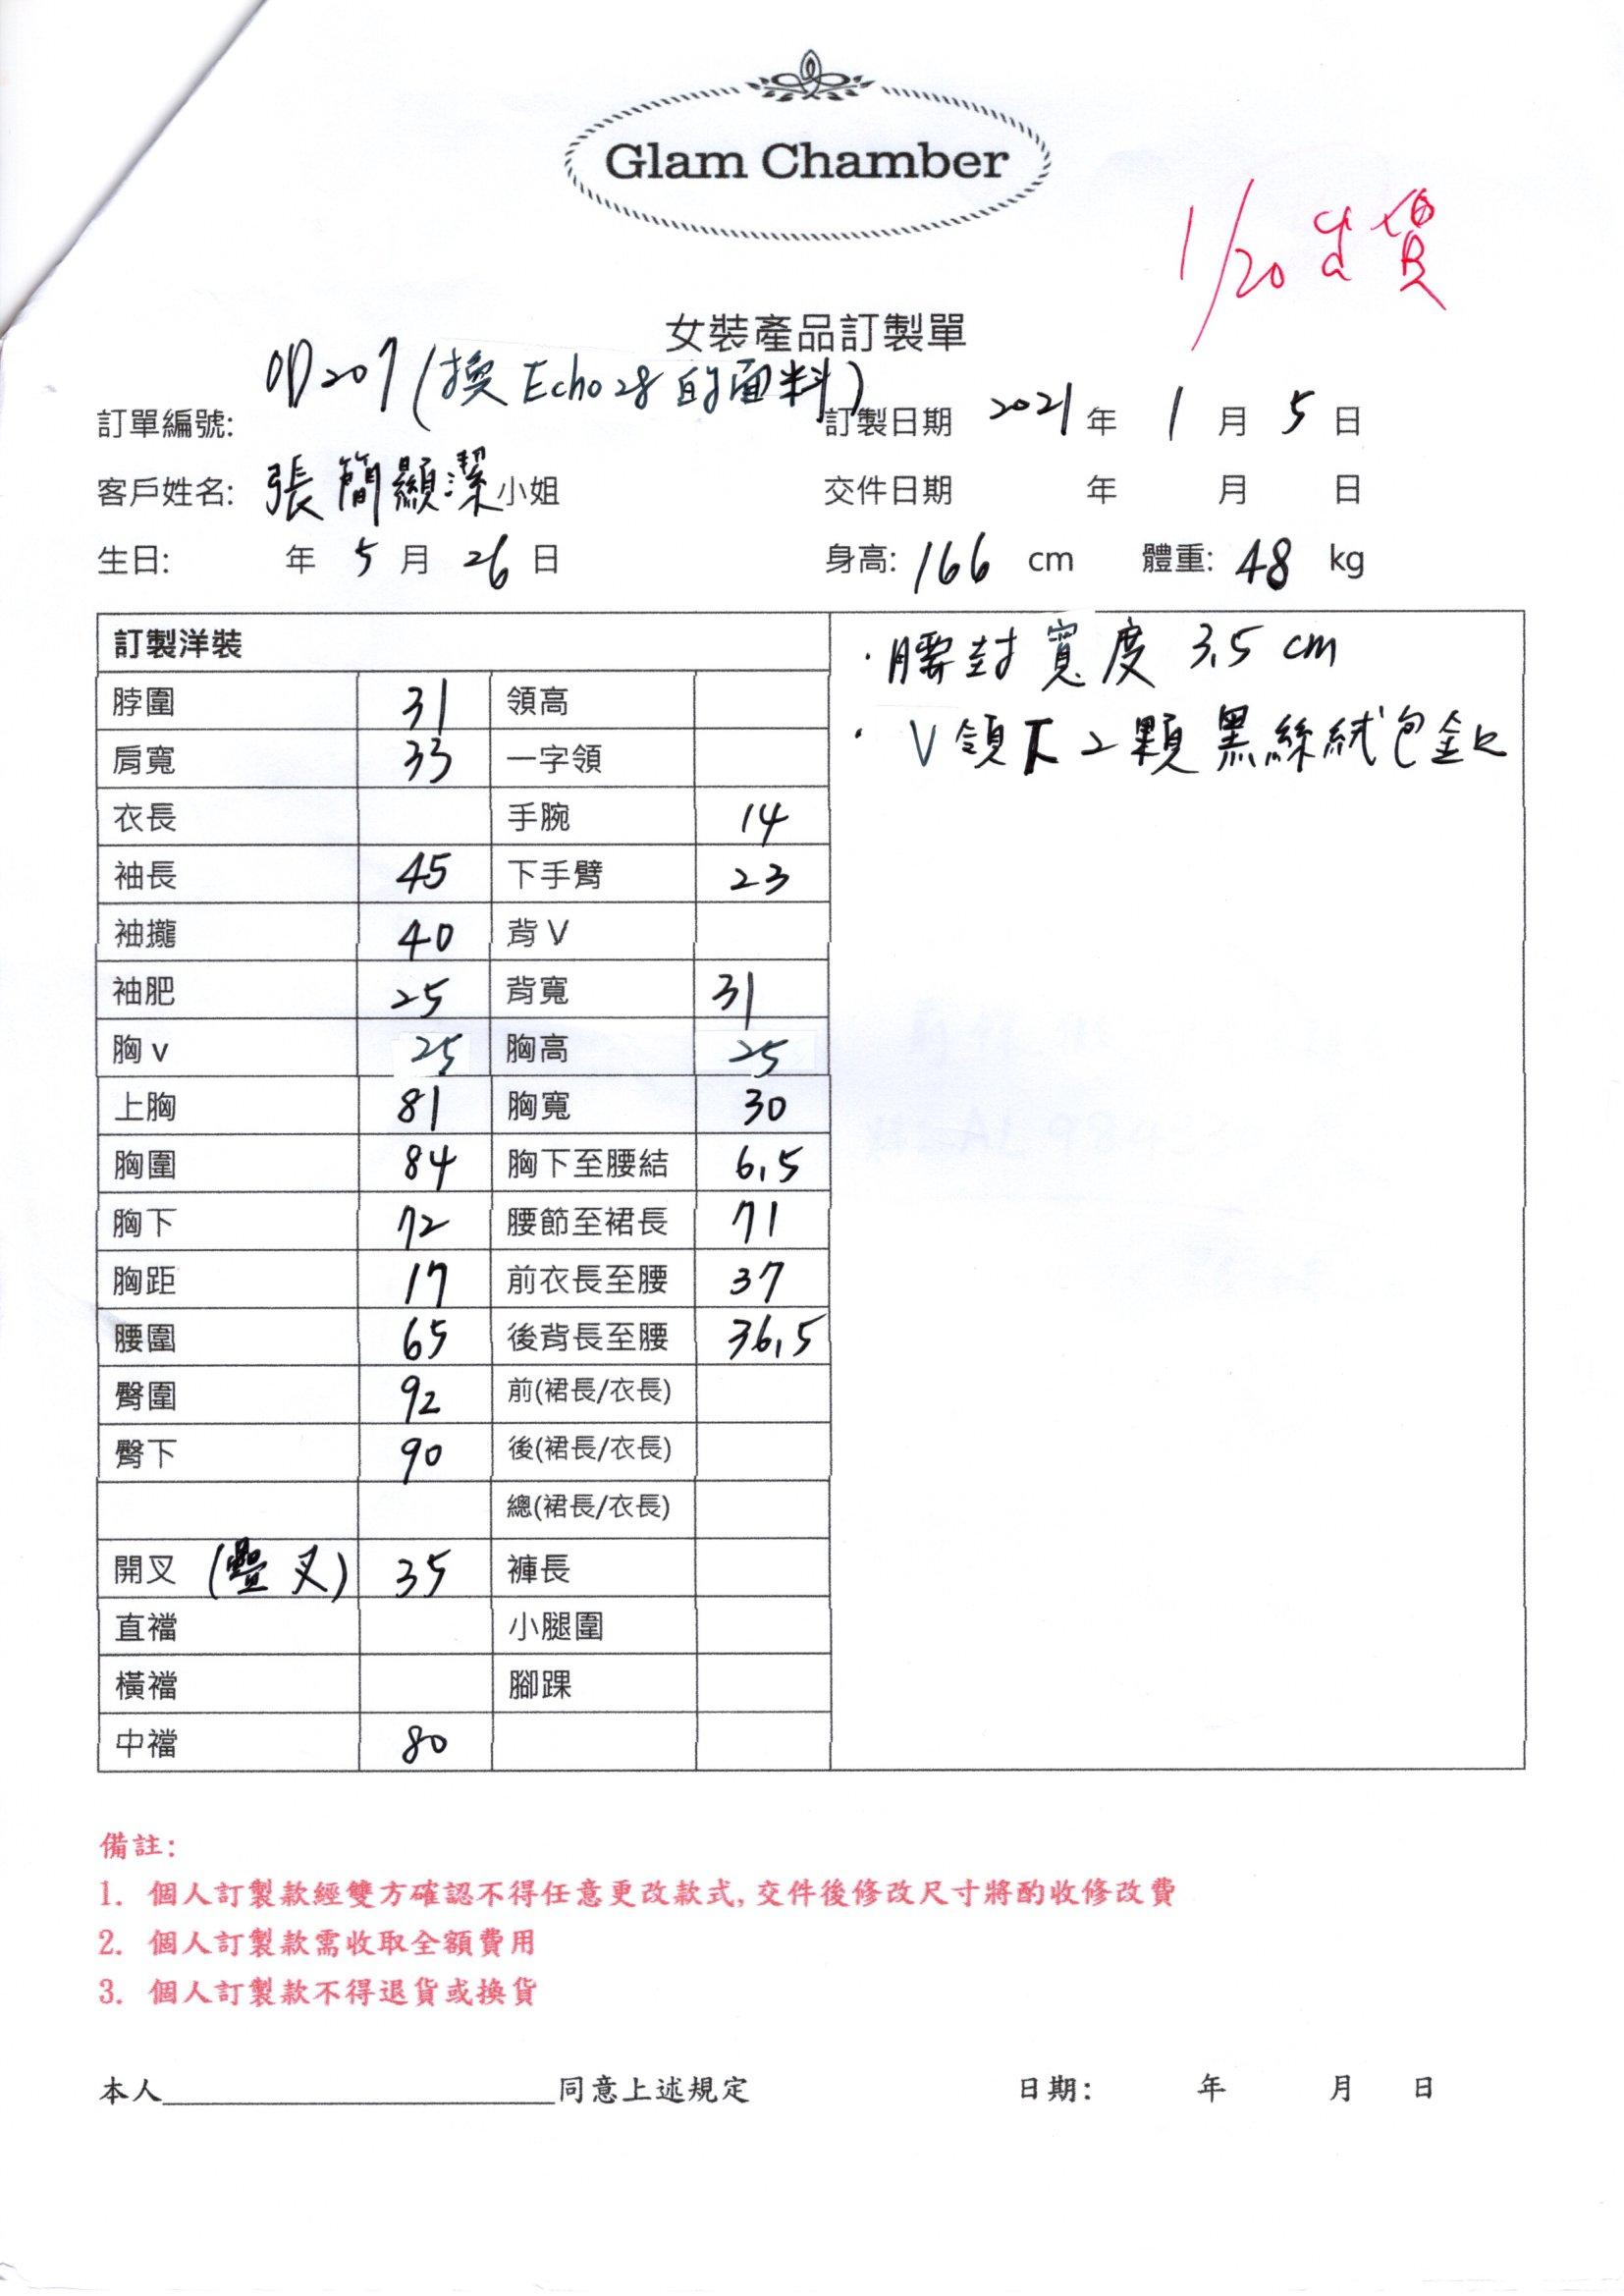 Glam Chamber
1/20 出貨
女裝產品訂製單
OD207 (換 Echo28 的面料)
訂單編號: 訂製日期 2021 年 1 月 5 日
客戶姓名: 張簡顯潔 小姐 交件日期 年 月 日
生日: 年 5 月 26 日 身高: 166 cm 體重: 48 kg
訂製洋裝
·腰封寬度 3.5 cm
·V領下2顆黑絲絨包釦
脖圍 31 領高
肩寬 33 一字領
衣長 手腕 14
袖長 45 下手臂 23
袖攏 40 背 V
袖肥 25 背寬 31
胸 v 25 胸高 25
上胸 81 胸寬 30
胸圍 84 胸下至腰結 6.5
胸下 72 腰節至裙長 71
胸距 17 前衣長至腰 37
腰圍 65 後背長至腰 36.5
臀圍 92 前(裙長/衣長)
臀下 90 後(裙長/衣長)
總(裙長/衣長)
開叉 (疊叉) 35 褲長
直襠 小腿圍
橫襠 腳踝
中襠 80
備註:
1. 個人訂製款經雙方確認不得任意更改款式,交件後修改尺寸將酌收修改費
2. 個人訂製款需收取全額費用
3. 個人訂製款不得退貨或換貨
本人________________同意上述規定 日期: 年 月 日